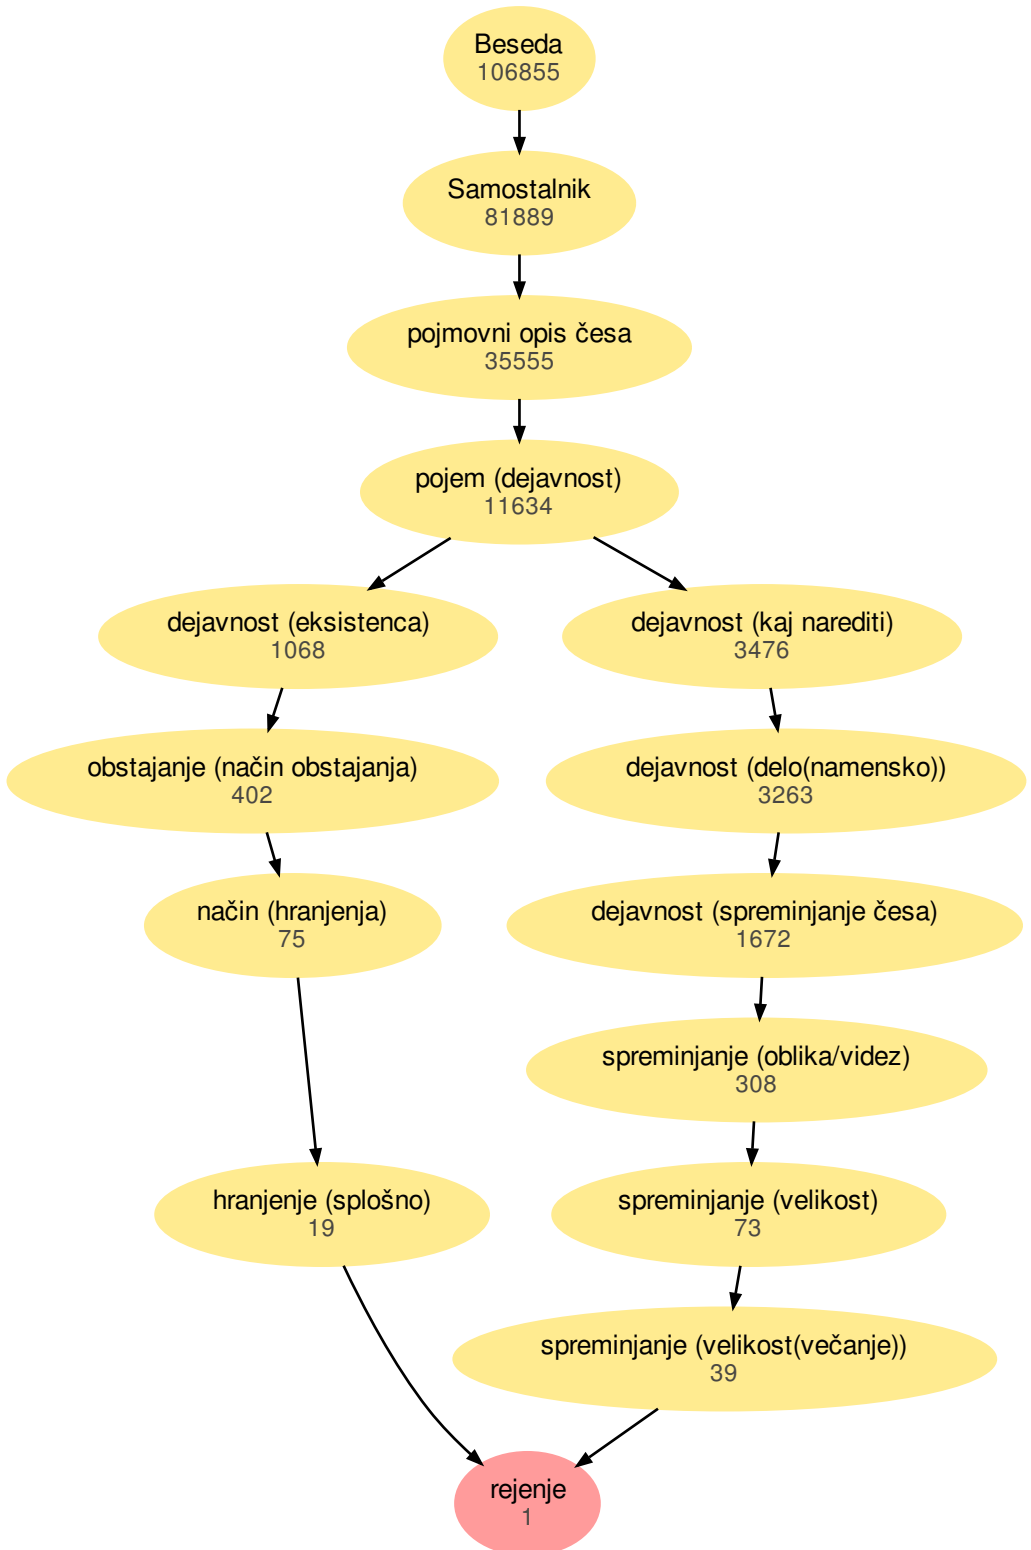 Beseda
106855
Samostalnik
81889
pojmovni opis česa
35555
pojem (dejavnost)
11634
dejavnost (eksistenca)
1068
dejavnost (kaj narediti)
3476
obstajanje (način obstajanja)
402
dejavnost (delo(namensko))
3263
način (hranjenja)
75
dejavnost (spreminjanje česa)
1672
spreminjanje (oblika/videz)
308
hranjenje (splošno)
19
spreminjanje (velikost)
73
spreminjanje (velikost(večanje))
39
rejenje
1